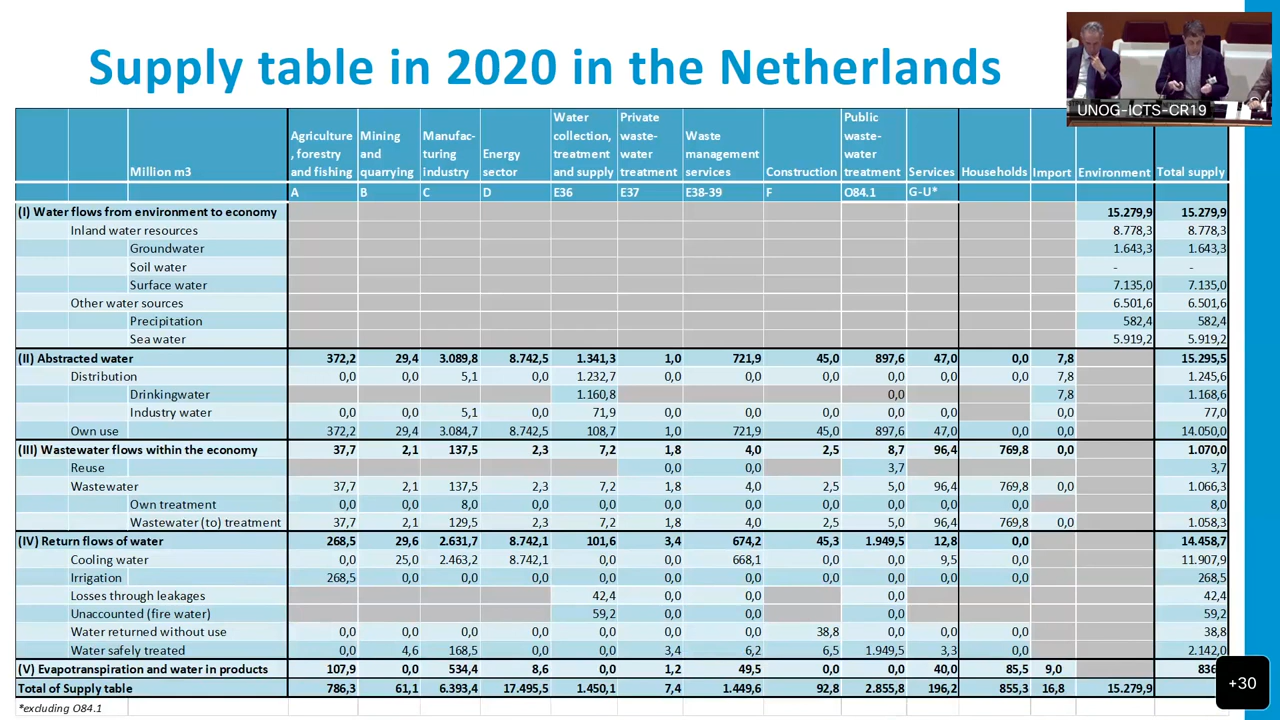 Supply table in 2020 in the Netherlands
UNOG-ICTS-CR19
Million m3 | Agriculture, forestry and fishing | Mining and quarrying | Manufac-turing industry | Energy sector | Water collection, treatment and supply | Private waste-water treatment | Waste management services | Construction | Public waste-water treatment | Services | Households | Import | Environment | Total supply
A | B | C | D | E36 | E37 | E38-39 | F | O84.1 | G-U*
(I) Water flows from environment to economy 15.279,9 15.279,9
Inland water resources 8.778,3 8.778,3
Groundwater 1.643,3 1.643,3
Soil water - -
Surface water 7.135,0 7.135,0
Other water sources 6.501,6 6.501,6
Precipitation 582,4 582,4
Sea water 5.919,2 5.919,2
(II) Abstracted water 372,2 29,4 3.089,8 8.742,5 1.341,3 1,0 721,9 45,0 897,6 47,0 0,0 7,8 15.295,5
Distribution 0,0 0,0 5,1 0,0 1.232,7 0,0 0,0 0,0 0,0 0,0 0,0 7,8 1.245,6
Drinkingwater 1.160,8 0,0 7,8 1.168,6
Industry water 0,0 0,0 5,1 0,0 71,9 0,0 0,0 0,0 0,0 0,0 0,0 77,0
Own use 372,2 29,4 3.084,7 8.742,5 108,7 1,0 721,9 45,0 897,6 47,0 0,0 0,0 14.050,0
(III) Wastewater flows within the economy 37,7 2,1 137,5 2,3 7,2 1,8 4,0 2,5 8,7 96,4 769,8 0,0 1.070,0
Reuse 0,0 0,0 3,7 3,7
Wastewater 37,7 2,1 137,5 2,3 7,2 1,8 4,0 2,5 5,0 96,4 769,8 0,0 1.066,3
Own treatment 0,0 0,0 8,0 0,0 0,0 0,0 0,0 0,0 0,0 0,0 0,0 8,0
Wastewater (to) treatment 37,7 2,1 129,5 2,3 7,2 1,8 4,0 2,5 5,0 96,4 769,8 0,0 1.058,3
(IV) Return flows of water 268,5 29,6 2.631,7 8.742,1 101,6 3,4 674,2 45,3 1.949,5 12,8 0,0 14.458,7
Cooling water 0,0 25,0 2.463,2 8.742,1 0,0 0,0 668,1 0,0 0,0 9,5 0,0 11.907,9
Irrigation 268,5 0,0 0,0 0,0 0,0 0,0 0,0 0,0 0,0 0,0 0,0 268,5
Losses through leakages 42,4 0,0 0,0 0,0 42,4
Unaccounted (fire water) 59,2 0,0 0,0 0,0 59,2
Water returned without use 0,0 0,0 0,0 0,0 0,0 0,0 0,0 38,8 0,0 0,0 0,0 38,8
Water safely treated 0,0 4,6 168,5 0,0 0,0 3,4 6,2 6,5 1.949,5 3,3 0,0 2.142,0
(V) Evapotranspiration and water in products 107,9 0,0 534,4 8,6 0,0 1,2 49,5 0,0 0,0 40,0 85,5 9,0
Total of Supply table 786,3 61,1 6.393,4 17.495,5 1.450,1 7,4 1.449,6 92,8 2.855,8 196,2 855,3 16,8 15.279,9
*excluding O84.1
+30